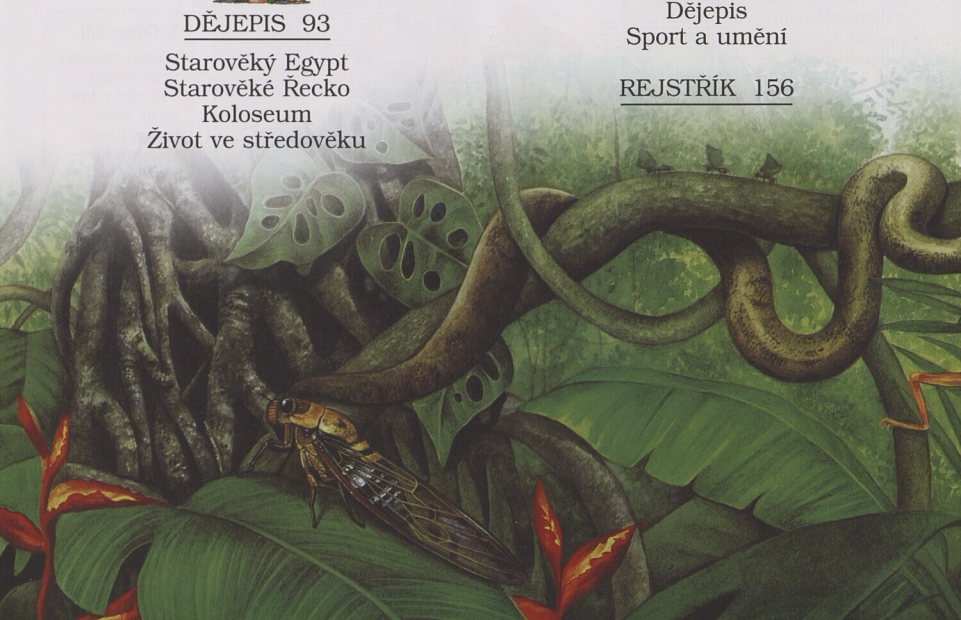 DĚJEPIS 93
Starověký Egypt
Starověké Řecko
Koloseum
Život ve středověku
Dějepis
Sport a umění
REJSTŘÍK 156